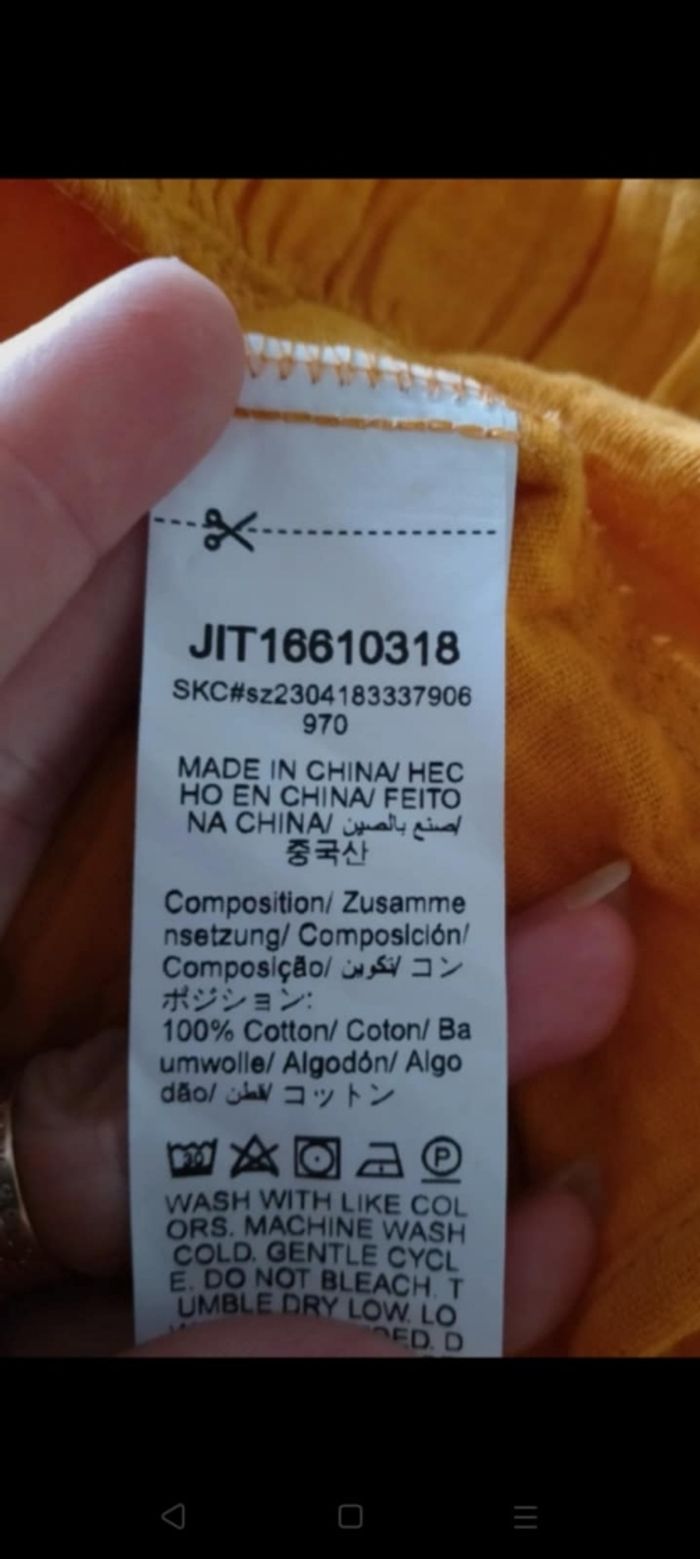 JIT16610318
SKC#sz2304183337906
970
MADE IN CHINA/ HEC
HO EN CHINA/ FEITO
NA CHINA/ صنع بالصين/
중국산
Composition/ Zusamme
nsetzung/ Composición/
Composição/ تكوين/ コン
ポジション:
100% Cotton/ Coton/ Ba
umwolle/ Algodón/ Algo
dão/ قطن/ コットン
30 P
WASH WITH LIKE COL
ORS. MACHINE WASH
COLD. GENTLE CYCL
E. DO NOT BLEACH. T
UMBLE DRY LOW. LO
ED. D